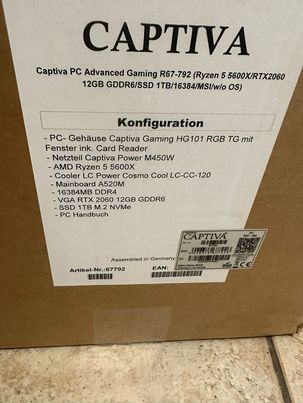 CAPTIVA
Captiva PC Advanced Gaming R67-792 (Ryzen 5 5600X/RTX2060
12GB GDDR6/SSD 1TB/16384/MSI/w/o OS)
Konfiguration
- PC- Gehäuse Captiva Gaming HG101 RGB TG mit
Fenster ink. Card Reader
- Netzteil Captiva Power M450W
- AMD Ryzen 5 5600X
- Cooler LC Power Cosmo Cool LC-CC-120
- Mainboard A520M
- 16384MB DDR4
- VGA RTX 2060 12GB GDDR6
- SSD 1TB M.2 NVMe
- PC Handbuch
CAPTIVA
Assembled in Germany
Artikel-Nr.:67792
EAN: